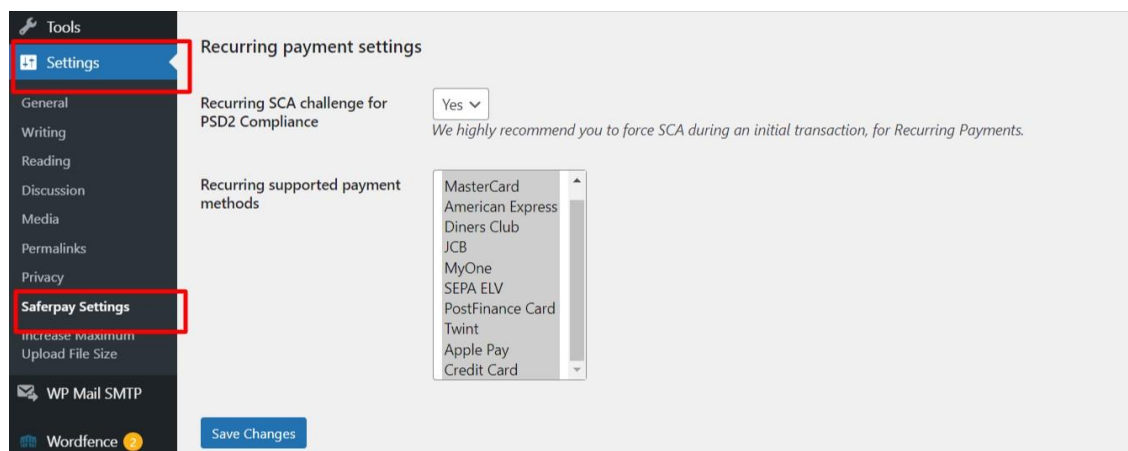 Tools
Settings
General
Writing
Reading
Discussion
Media
Permalinks
Privacy
Saferpay Settings
Increase Maximum
Upload File Size
WP Mail SMTP
Wordfence 2
Recurring payment settings
Recurring SCA challenge for
PSD2 Compliance
Yes
We highly recommend you to force SCA during an initial transaction, for Recurring Payments.
Recurring supported payment
methods
MasterCard
American Express
Diners Club
JCB
MyOne
SEPA ELV
PostFinance Card
Twint
Apple Pay
Credit Card
Save Changes